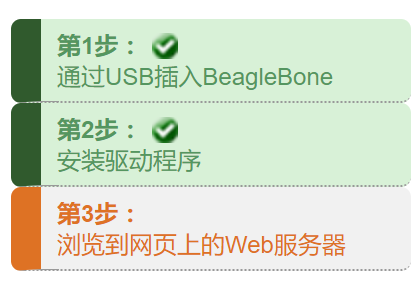 第1步：
通过USB插入BeagleBone
第2步：
安装驱动程序
第3步：
浏览到网页上的Web服务器